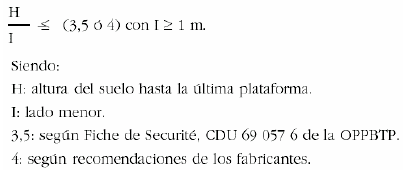 H
I ≤ (3,5 ó 4) con I ≥ 1 m.
Siendo:
H: altura del suelo hasta la última plataforma.
I: lado menor.
3,5: según Fiche de Securité, CDU 69 057 6 de la OPPBTP.
4: según recomendaciones de los fabricantes.